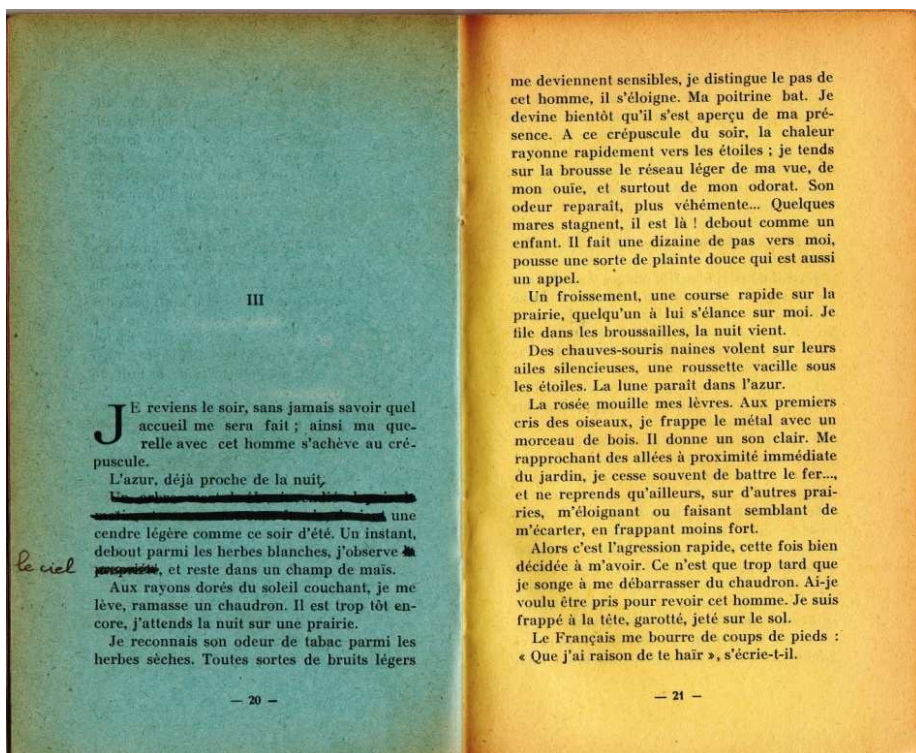 III
JE reviens le soir, sans jamais savoir quel
accueil me sera fait ; ainsi ma que-
relle avec cet homme s'achève au cré-
puscule.
L'azur, déjà proche de la nuit,
une
cendre légère comme ce soir d'été. Un instant,
debout parmi les herbes blanches, j'observe
le ciel
, et reste dans un champ de maïs.
Aux rayons dorés du soleil couchant, je me
lève, ramasse un chaudron. Il est trop tôt en-
core, j'attends la nuit sur une prairie.
Je reconnais son odeur de tabac parmi les
herbes sèches. Toutes sortes de bruits légers
— 20 —
me deviennent sensibles, je distingue le pas de
cet homme, il s'éloigne. Ma poitrine bat. Je
devine bientôt qu'il s'est aperçu de ma pré-
sence. A ce crépuscule du soir, la chaleur
rayonne rapidement vers les étoiles ; je tends
sur la brousse le réseau léger de ma vue, de
mon ouïe, et surtout de mon odorat. Son
odeur reparaît, plus véhémente... Quelques
mares stagnent, il est là ! debout comme un
enfant. Il fait une dizaine de pas vers moi,
pousse une sorte de plainte douce qui est aussi
un appel.
Un froissement, une course rapide sur la
prairie, quelqu'un à lui s'élance sur moi. Je
file dans les broussailles, la nuit vient.
Des chauves-souris naines volent sur leurs
ailes silencieuses, une roussette vacille sous
les étoiles. La lune paraît dans l'azur.
La rosée mouille mes lèvres. Aux premiers
cris des oiseaux, je frappe le métal avec un
morceau de bois. Il donne un son clair. Me
rapprochant des allées à proximité immédiate
du jardin, je cesse souvent de battre le fer...,
et ne reprends qu'ailleurs, sur d'autres prai-
ries, m'éloignant ou faisant semblant de
m'écarter, en frappant moins fort.
Alors c'est l'agression rapide, cette fois bien
décidée à m'avoir. Ce n'est que trop tard que
je songe à me débarrasser du chaudron. Ai-je
voulu être pris pour revoir cet homme. Je suis
frappé à la tête, garotté, jeté sur le sol.
Le Français me bourre de coups de pieds :
« Que j'ai raison de te haïr », s'écrie-t-il.
— 21 —